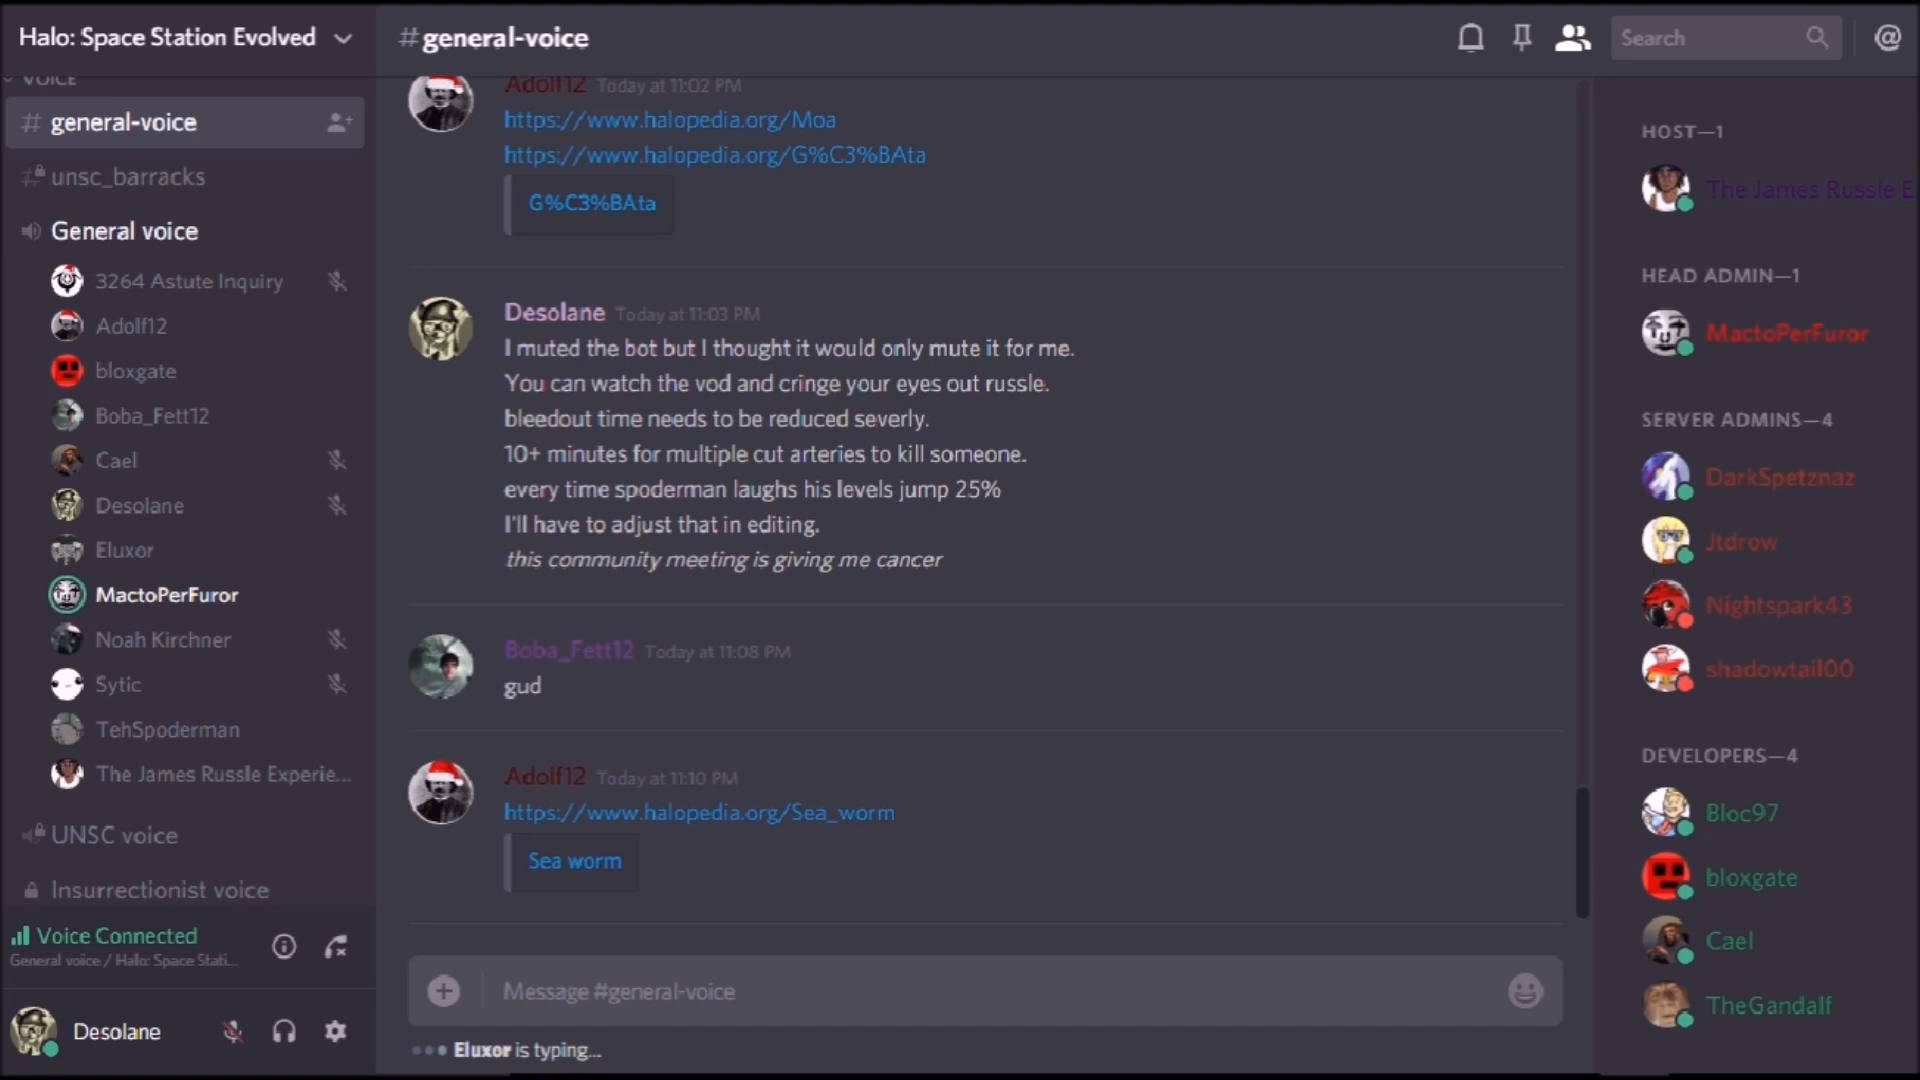 Halo: Space Station Evolved
VOICE
# general-voice
unsc_barracks
General voice
3264 Astute Inquiry
Adolf12
bloxgate
Boba_Fett12
Cael
Desolane
Eluxor
MactoPerFuror
Noah Kirchner
Sytic
TehSpoderman
The James Russle Experie...
UNSC voice
Insurrectionist voice
Voice Connected
General voice / Halo: Space Stati...
Desolane
#general-voice
Search
@
Adolf12 Today at 11:02 PM
https://www.halopedia.org/Moa
https://www.halopedia.org/G%C3%BAta
G%C3%BAta
Desolane Today at 11:03 PM
I muted the bot but I thought it would only mute it for me.
You can watch the vod and cringe your eyes out russle.
bleedout time needs to be reduced severly.
10+ minutes for multiple cut arteries to kill someone.
every time spoderman laughs his levels jump 25%
I'll have to adjust that in editing.
this community meeting is giving me cancer
Boba_Fett12 Today at 11:08 PM
gud
Adolf12 Today at 11:10 PM
https://www.halopedia.org/Sea_worm
Sea worm
Message #general-voice
Eluxor is typing...
HOST—1
The James Russle E
HEAD ADMIN—1
MactoPerFuror
SERVER ADMINS—4
DarkSpetznaz
Jtdrow
Nightspark43
shadowtail00
DEVELOPERS—4
Bloc97
bloxgate
Cael
TheGandalf